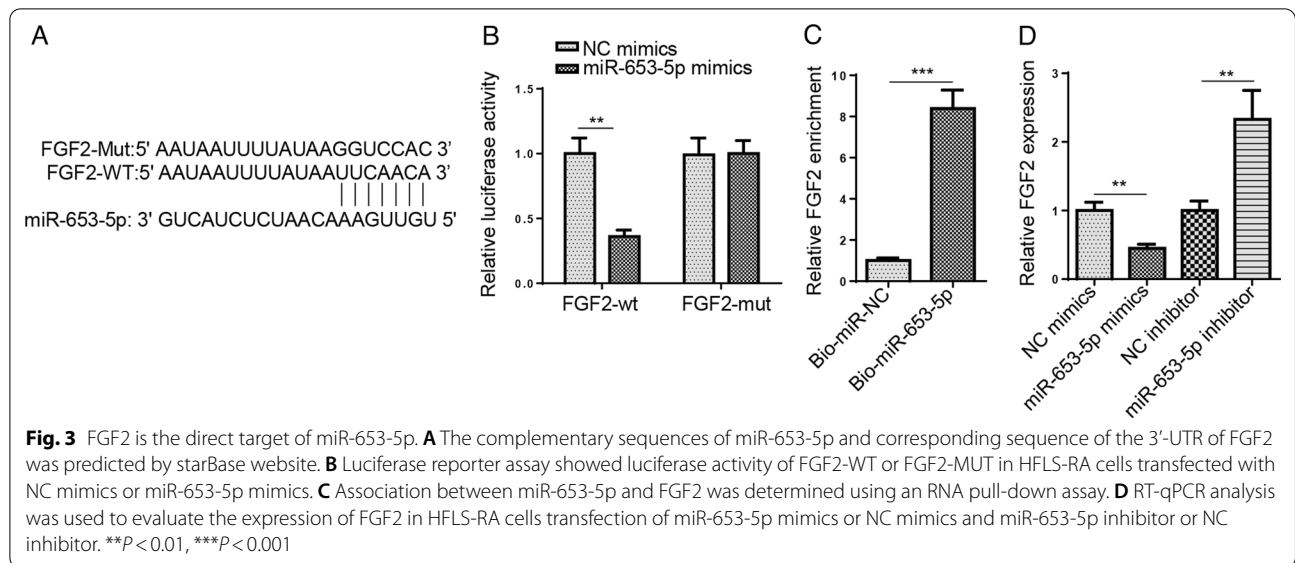 A
FGF2-Mut:5' AAUAAUUUUAUAAGGUCCAC 3'
FGF2-WT:5' AAUAAUUUUAUAAUUCAACA 3'
miR-653-5p: 3' GUCAUCUCUAACAAAGUUGU 5'
B
NC mimics
miR-653-5p mimics
Relative luciferase activity
1.5
1.0
0.5
0.0
**
FGF2-wt
FGF2-mut
C
Relative FGF2 enrichment
10
8
6
4
2
0
***
Bio-miR-NC
Bio-miR-653-5p
D
Relative FGF2 expression
3
2
1
0
**
**
NC mimics
miR-653-5p mimics
NC inhibitor
miR-653-5p inhibitor
Fig. 3 FGF2 is the direct target of miR-653-5p. A The complementary sequences of miR-653-5p and corresponding sequence of the 3′-UTR of FGF2
was predicted by starBase website. B Luciferase reporter assay showed luciferase activity of FGF2-WT or FGF2-MUT in HFLS-RA cells transfected with
NC mimics or miR-653-5p mimics. C Association between miR-653-5p and FGF2 was determined using an RNA pull-down assay. D RT-qPCR analysis
was used to evaluate the expression of FGF2 in HFLS-RA cells transfection of miR-653-5p mimics or NC mimics and miR-653-5p inhibitor or NC
inhibitor. **P < 0.01, ***P < 0.001